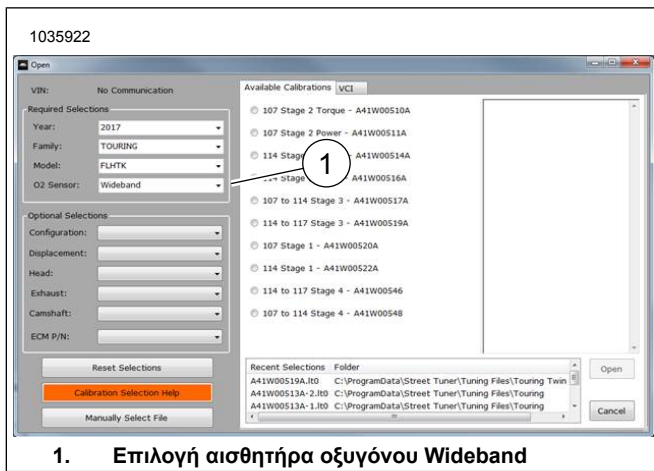 1035922
Open
VIN: No Communication
Required Selections
Year: 2017
Family: TOURING
Model: FLHTK
O2 Sensor: Wideband
Optional Selections
Configuration:
Displacement:
Head:
Exhaust:
Camshaft:
ECM P/N:
Reset Selections
Calibration Selection Help
Manually Select File
Available Calibrations VCI
107 Stage 2 Torque - A41W00510A
107 Stage 2 Power - A41W00511A
114 Stage - A41W00514A
114 Stage A41W00516A
107 to 114 Stage 3 - A41W00517A
114 to 117 Stage 3 - A41W00519A
107 Stage 1 - A41W00520A
114 Stage 1 - A41W00522A
114 to 117 Stage 4 - A41W00546
107 to 114 Stage 4 - A41W00548
1
Recent Selections Folder
A41W00519A.lt0 C:\ProgramData\Street Tuner\Tuning Files\Touring Twin
A41W00513A-2.lt0 C:\ProgramData\Street Tuner\Tuning Files\Touring
A41W00513A-1.lt0 C:\ProgramData\Street Tuner\Tuning Files\Touring
Open
Cancel
1. Επιλογή αισθητήρα οξυγόνου Wideband